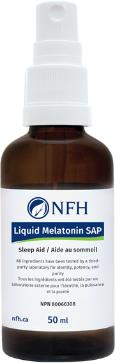 NFH
Liquid Melatonin SAP
Sleep Aid / Aide au sommeil
All ingredients have been tested by a third-
party laboratory for identity, potency, and
purity
Tous les ingrédients ont été testés par un
laboratoire externe pour l'identité, la puissance
et la pureté
NPN 80066308
nfh.ca 50 ml